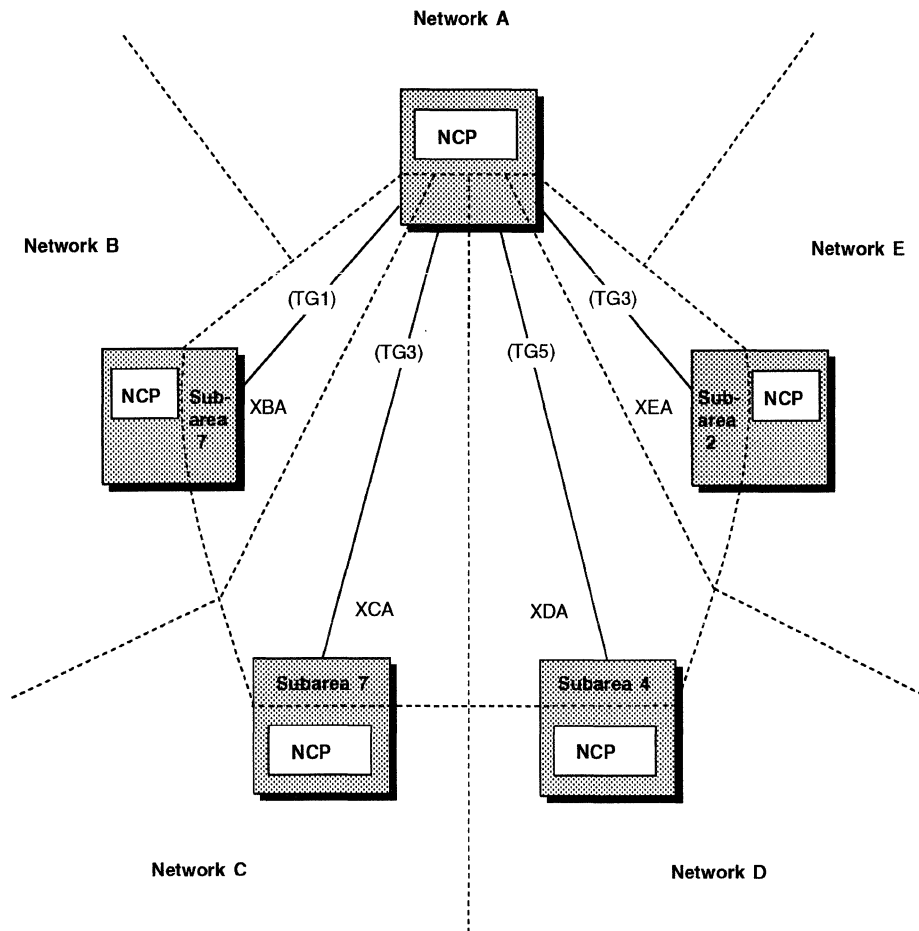 Network A
NCP
Network B
Network E
(TG1)
(TG3)
(TG3)
(TG5)
NCP
Sub-
area
7
XBA
XEA
Sub-
area
2
NCP
XCA
XDA
Subarea 7
Subarea 4
NCP
NCP
Network C
Network D